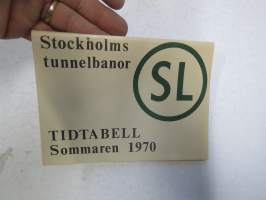 Stockholms
tunnelbanor
SL
TIDTABELL
Sommaren 1970